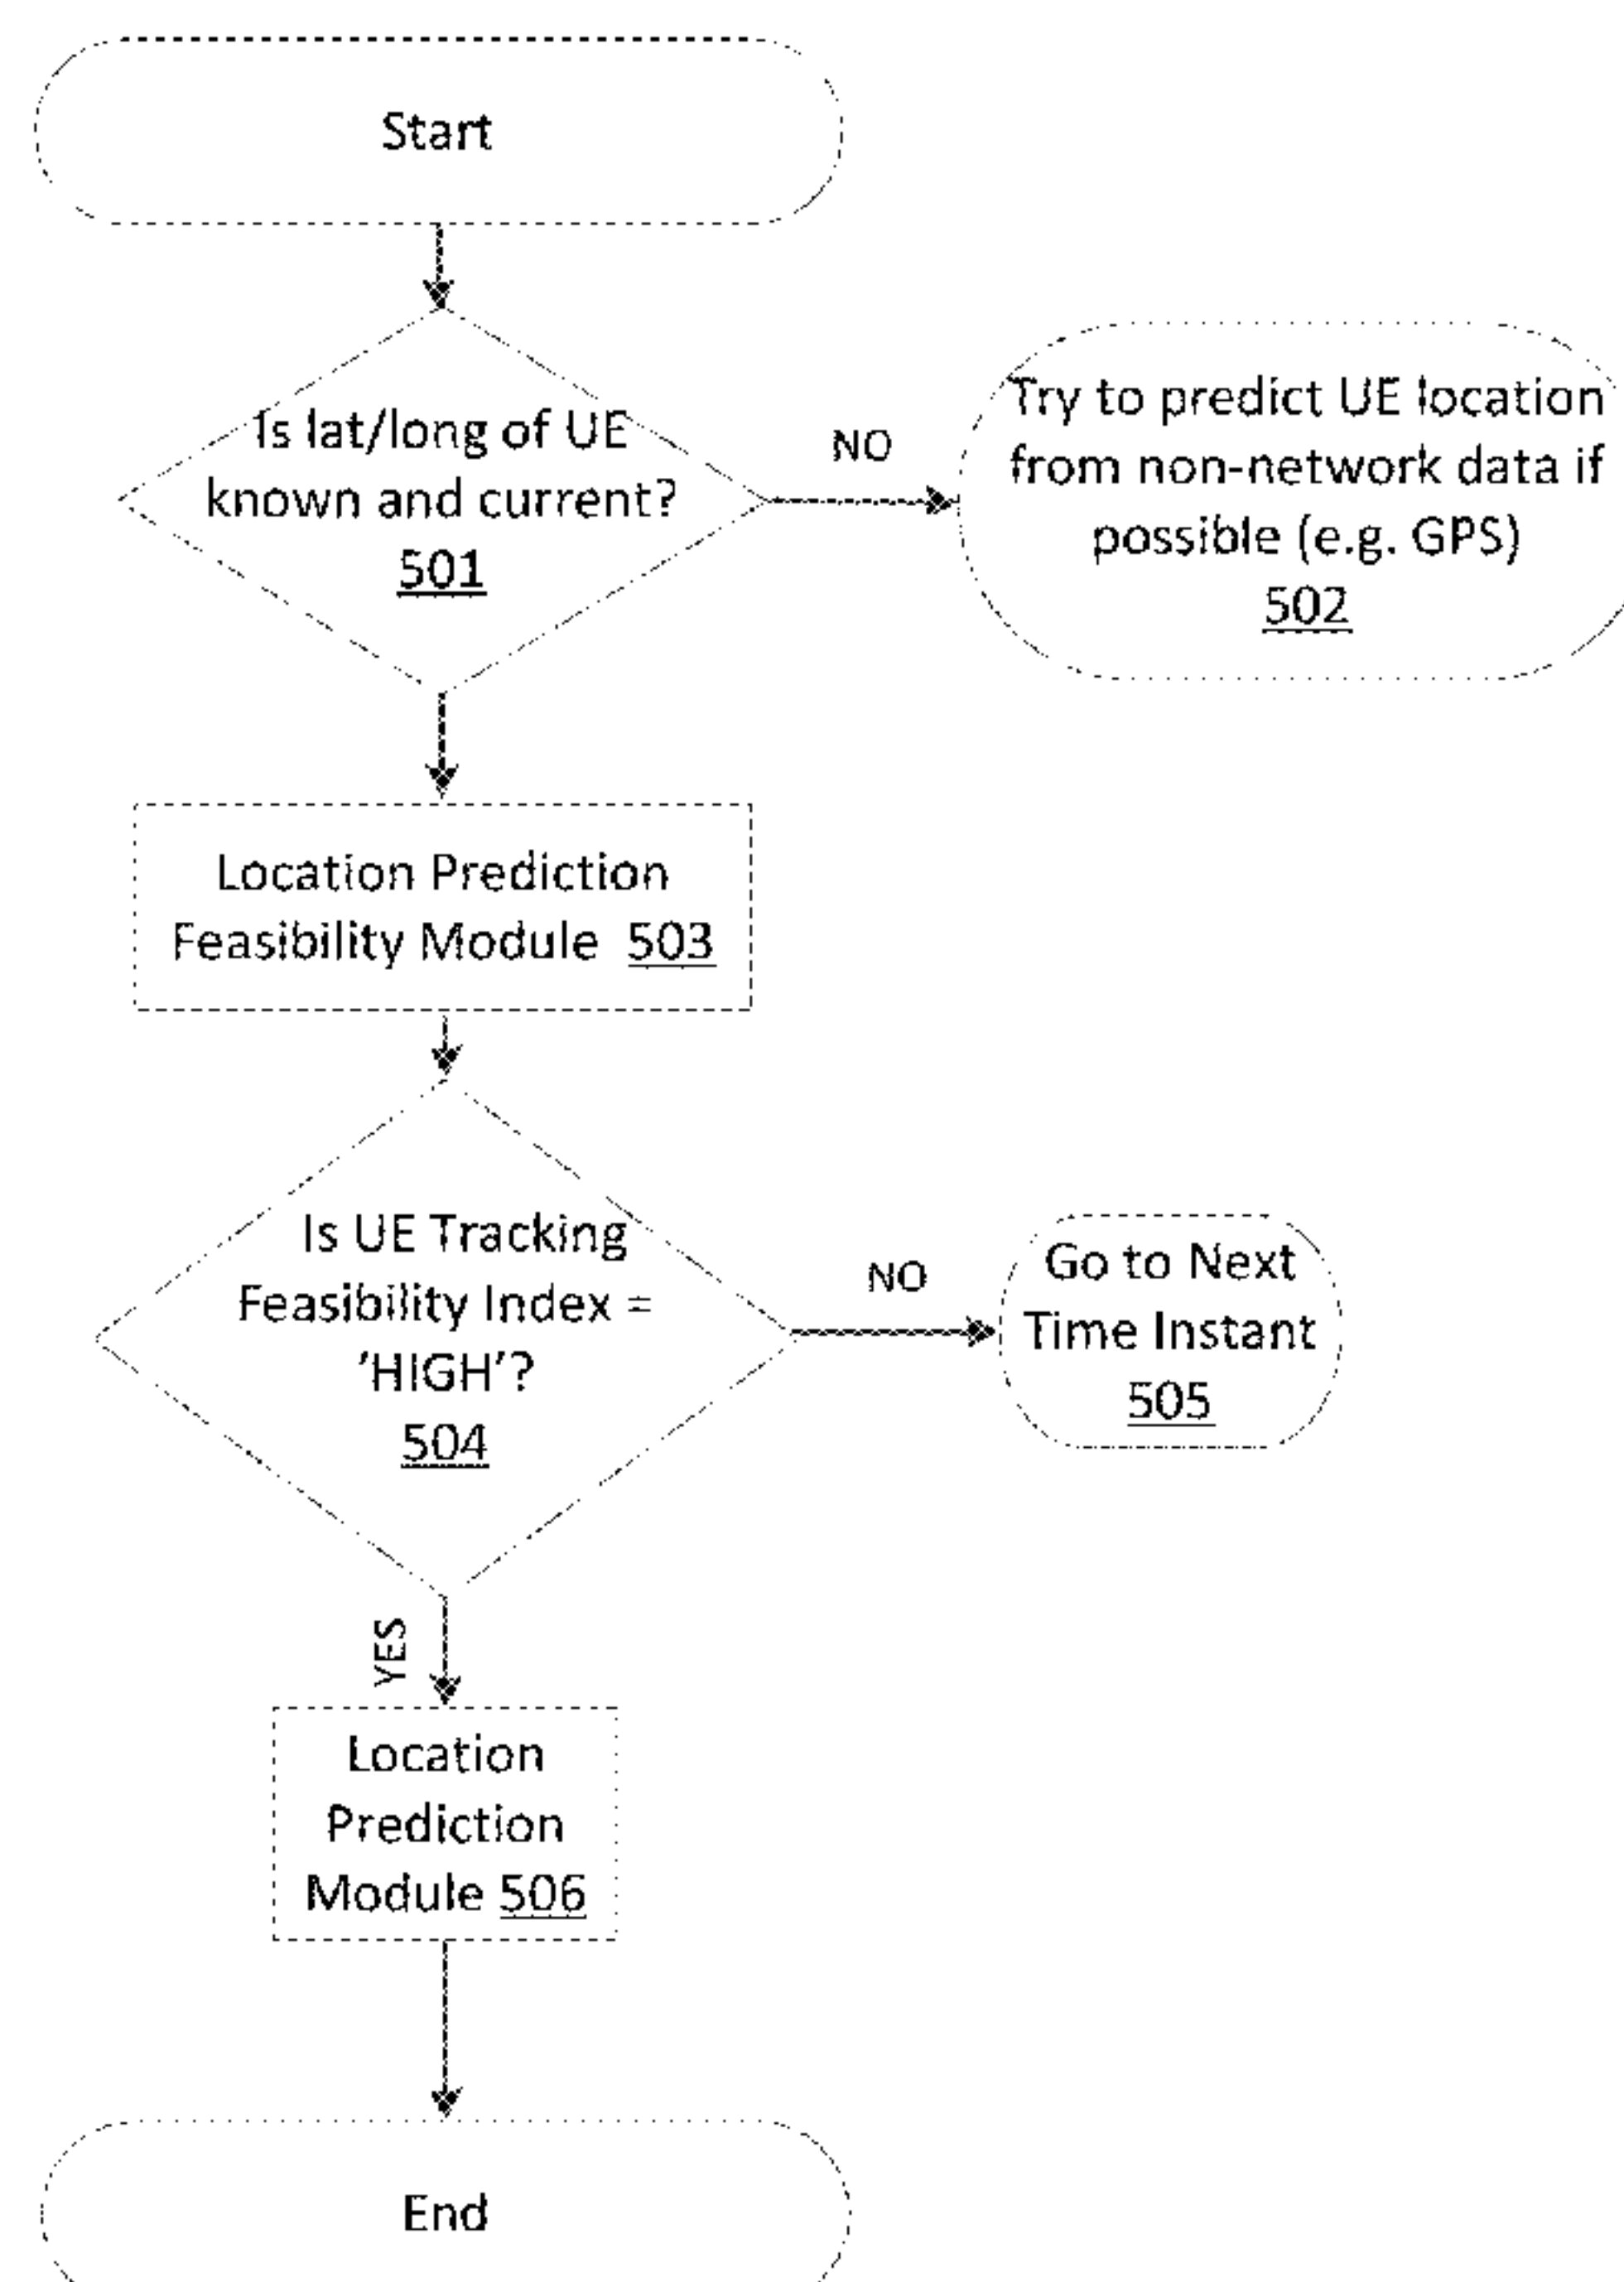 Start
Is lat/long of UE
known and current?
501
NO
Try to predict UE location
from non-network data if
possible (e.g. GPS)
502
Location Prediction
Feasibility Module 503
Is UE Tracking
Feasibility Index =
'HIGH'?
504
NO
Go to Next
Time Instant
505
YES
Location
Prediction
Module 506
End